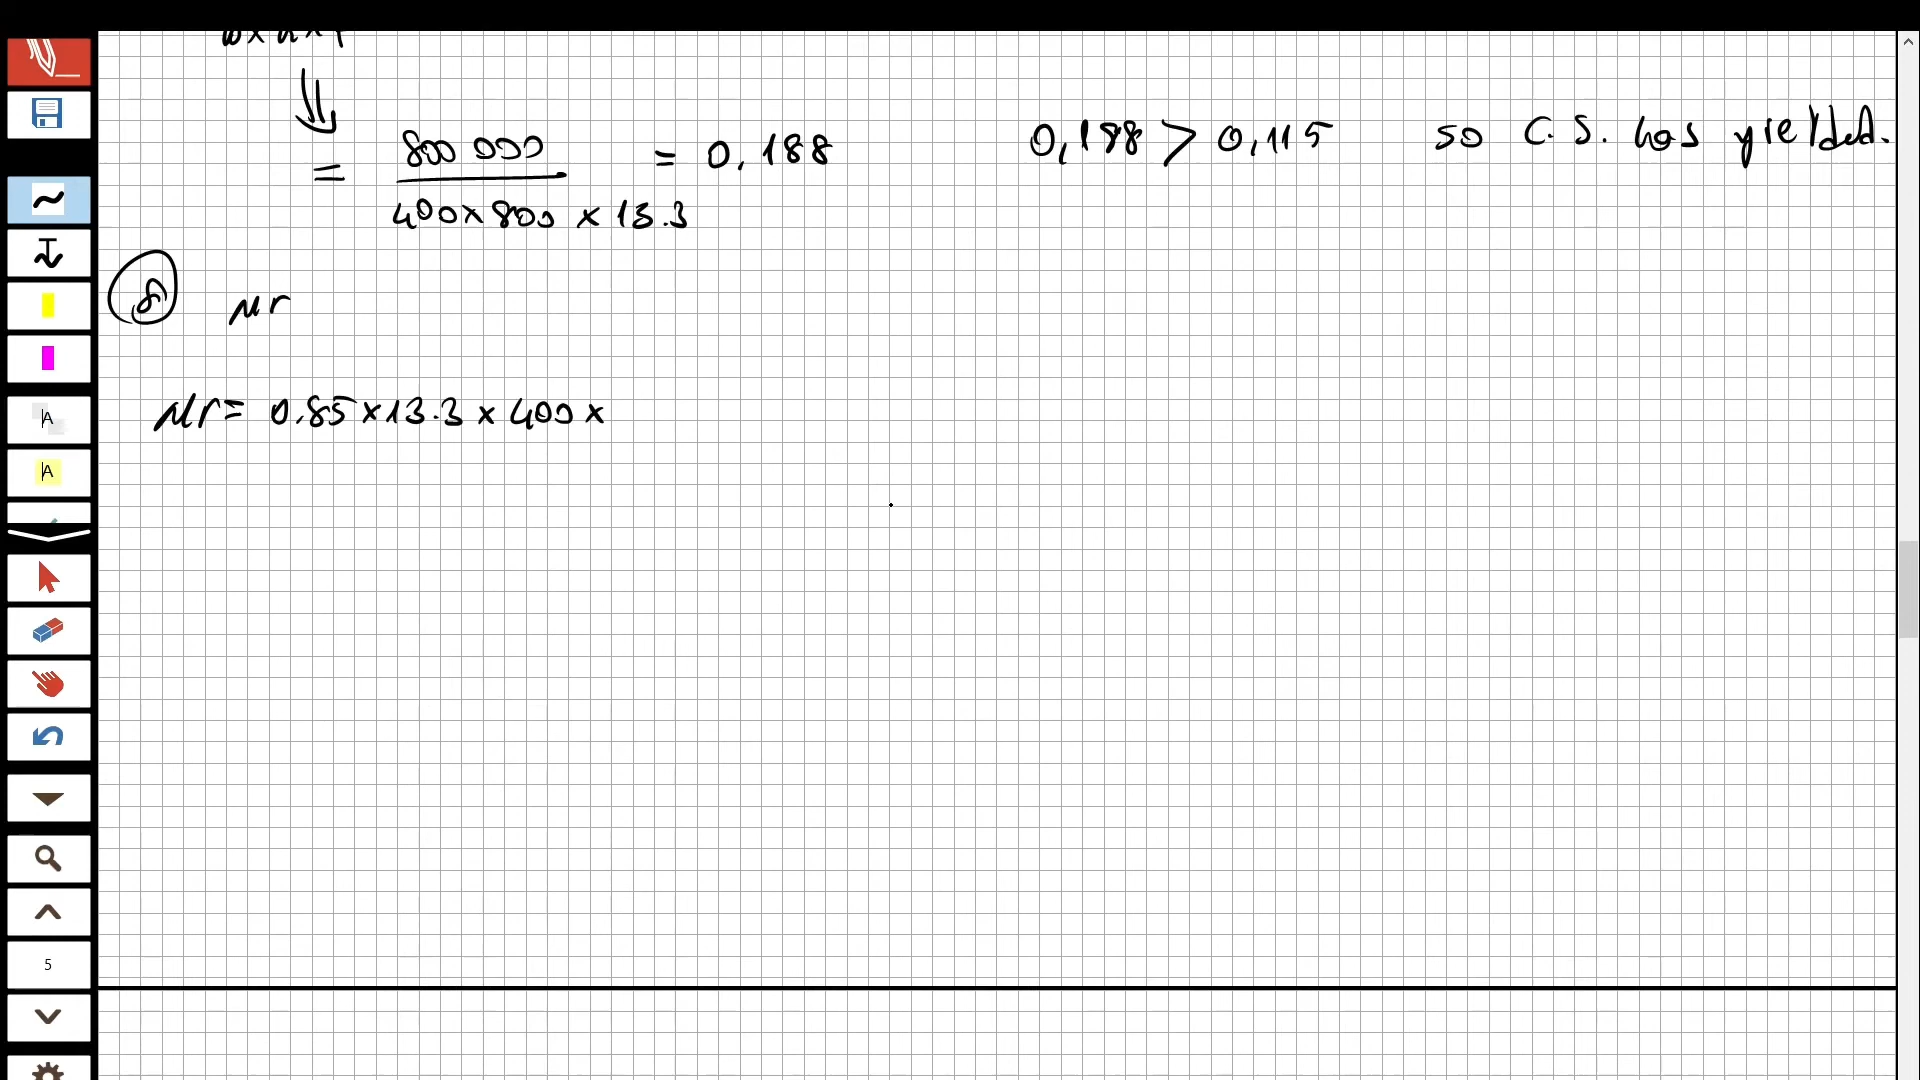 b x h x f
800 000
= ――― = 0,188 0,188 > 0,115 so C.S. has yielded.
400x800 x 13.3
8 Mr
Mr= 0.85x13.3 x 400 x
A
A
5